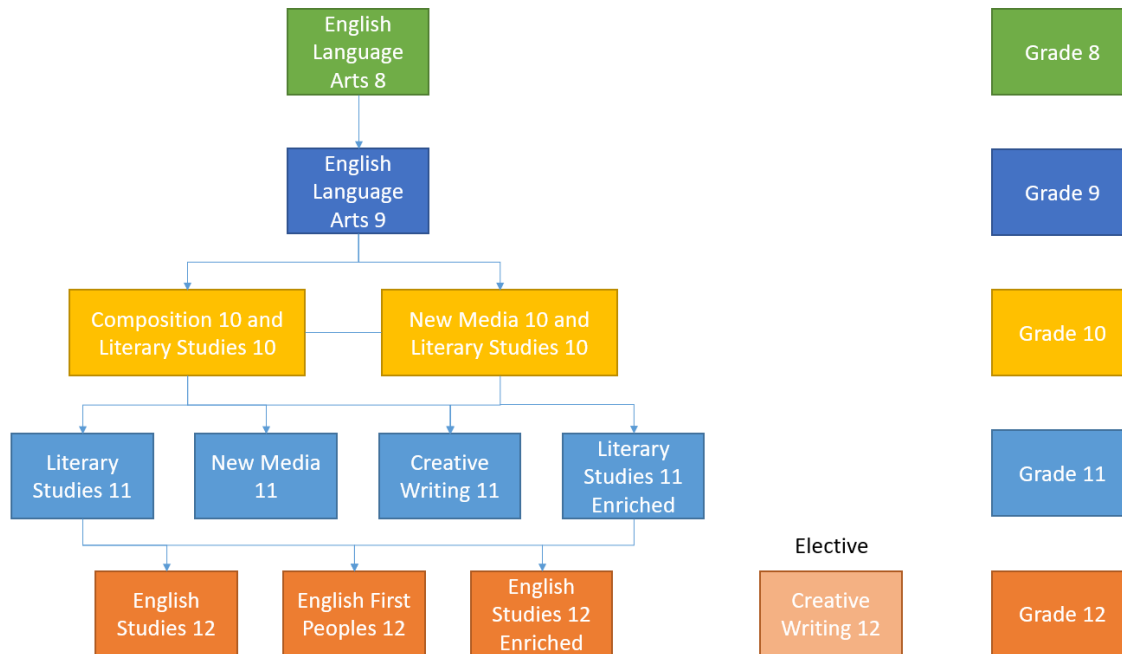 English
Language
Arts 8
Grade 8
English
Language
Arts 9
Grade 9
Composition 10 and
Literary Studies 10
New Media 10 and
Literary Studies 10
Grade 10
Literary
Studies 11
New Media
11
Creative
Writing 11
Literary
Studies 11
Enriched
Grade 11
Elective
English
Studies 12
English First
Peoples 12
English
Studies 12
Enriched
Creative
Writing 12
Grade 12